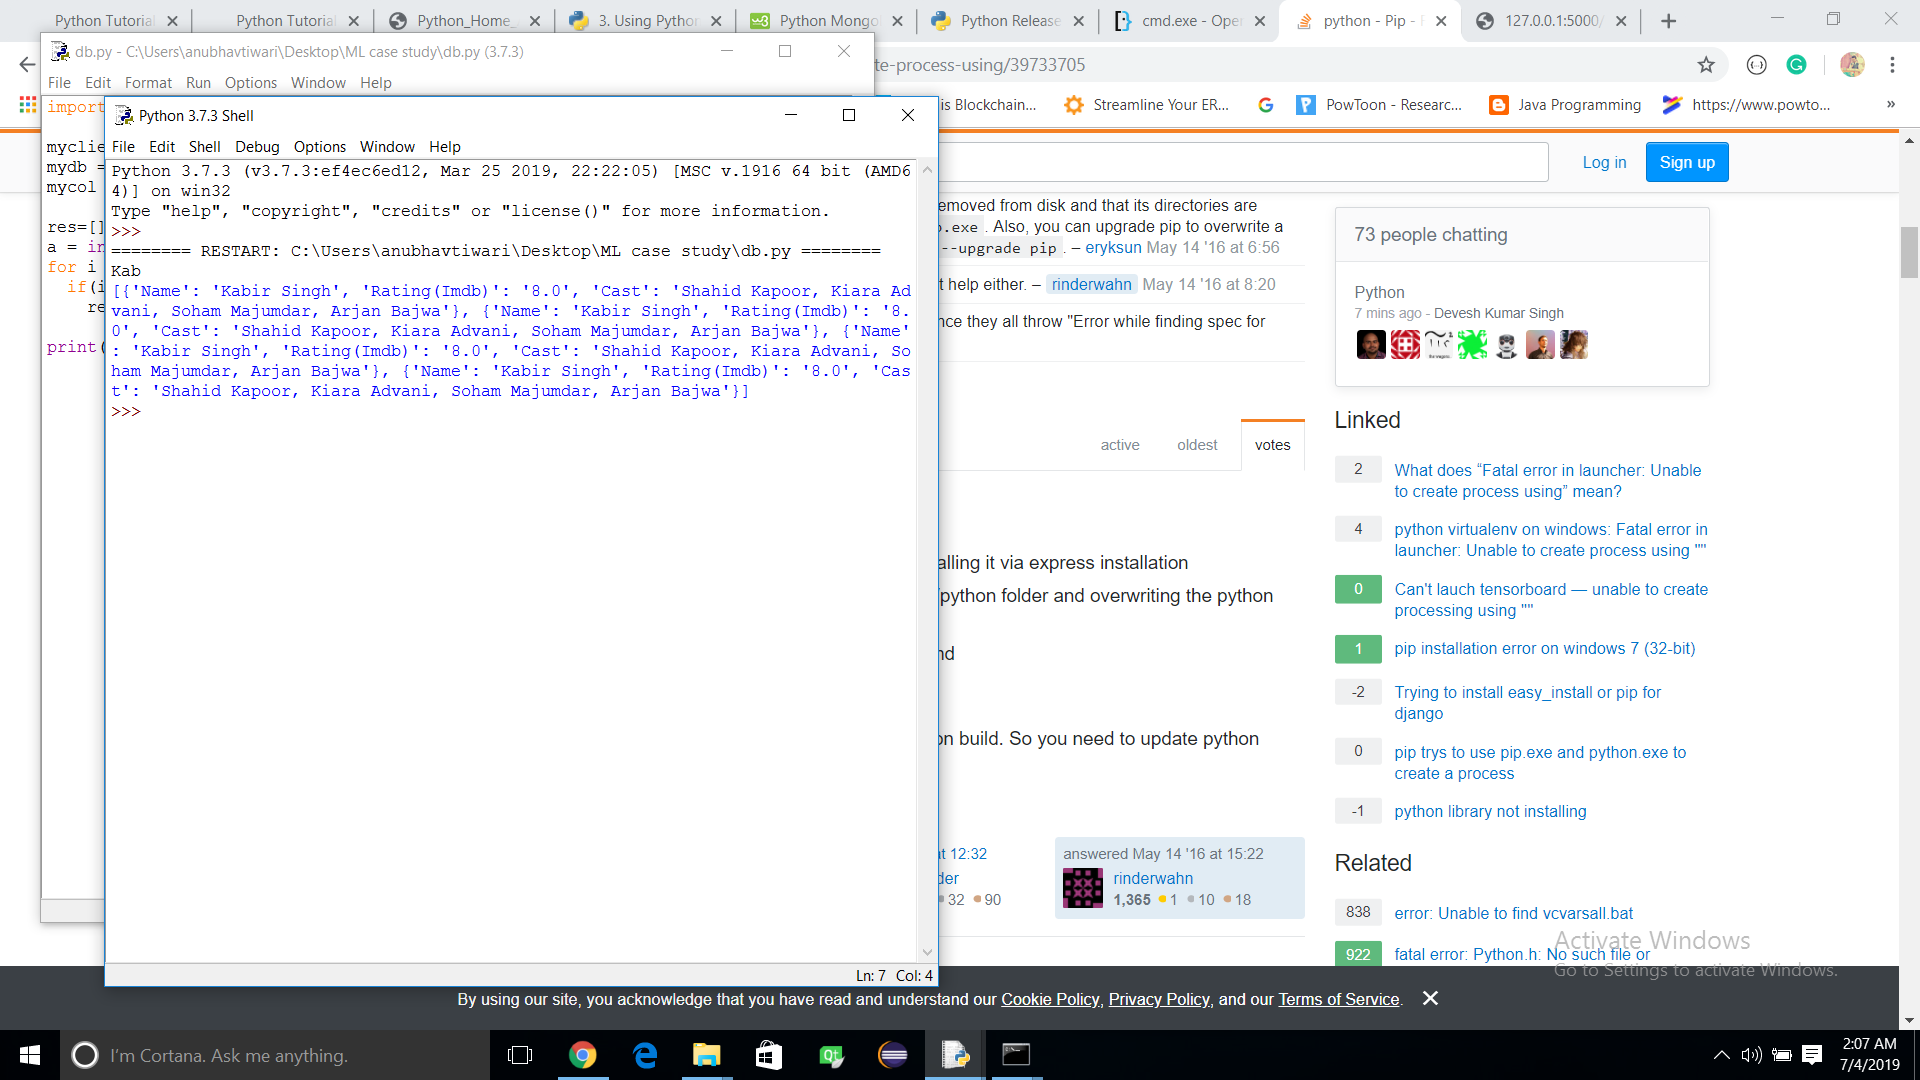 Python Tutorial
Python Tutorial
Python_Home_
3. Using Python
Python Mongo
Python Release
cmd.exe - Oper
python - Pip - F
127.0.0.1:5000/
db.py - C:\Users\anubhavtiwari\Desktop\ML case study\db.py (3.7.3)
te-process-using/39733705
File Edit Format Run Options Window Help
is Blockchain...
Streamline Your ER...
PowToon - Researc...
Java Programming
https://www.powto...
»
import
myclie
mydb =
mycol
res=[]
a = in
for i
if(i
re
print(
Python 3.7.3 Shell
File Edit Shell Debug Options Window Help
Python 3.7.3 (v3.7.3:ef4ec6ed12, Mar 25 2019, 22:22:05) [MSC v.1916 64 bit (AMD6
4)] on win32
Type "help", "copyright", "credits" or "license()" for more information.
>>>
======== RESTART: C:\Users\anubhavtiwari\Desktop\ML case study\db.py ========
Kab
[{'Name': 'Kabir Singh', 'Rating(Imdb)': '8.0', 'Cast': 'Shahid Kapoor, Kiara Ad
vani, Soham Majumdar, Arjan Bajwa'}, {'Name': 'Kabir Singh', 'Rating(Imdb)': '8.
0', 'Cast': 'Shahid Kapoor, Kiara Advani, Soham Majumdar, Arjan Bajwa'}, {'Name'
: 'Kabir Singh', 'Rating(Imdb)': '8.0', 'Cast': 'Shahid Kapoor, Kiara Advani, So
ham Majumdar, Arjan Bajwa'}, {'Name': 'Kabir Singh', 'Rating(Imdb)': '8.0', 'Cas
t': 'Shahid Kapoor, Kiara Advani, Soham Majumdar, Arjan Bajwa'}]
>>>
Ln: 7 Col: 4
Log in
Sign up
emoved from disk and that its directories are
.exe . Also, you can upgrade pip to overwrite a
--upgrade pip . – eryksun May 14 '16 at 6:56
t help either. – rinderwahn May 14 '16 at 8:20
nce they all throw "Error while finding spec for
active oldest votes
alling it via express installation
python folder and overwriting the python
nd
on build. So you need to update python
at 12:32
der
32 90
answered May 14 '16 at 15:22
rinderwahn
1,365 1 10 18
73 people chatting
Python
7 mins ago - Devesh Kumar Singh
Linked
2 What does “Fatal error in launcher: Unable
to create process using” mean?
4 python virtualenv on windows: Fatal error in
launcher: Unable to create process using ""
0 Can't lauch tensorboard — unable to create
processing using ""
1 pip installation error on windows 7 (32-bit)
-2 Trying to install easy_install or pip for
django
0 pip trys to use pip.exe and python.exe to
create a process
-1 python library not installing
Related
838 error: Unable to find vcvarsall.bat
922 fatal error: Python.h: No such file or
Activate Windows
Go to Settings to activate Windows.
By using our site, you acknowledge that you have read and understand our Cookie Policy, Privacy Policy, and our Terms of Service.
I'm Cortana. Ask me anything.
2:07 AM
7/4/2019